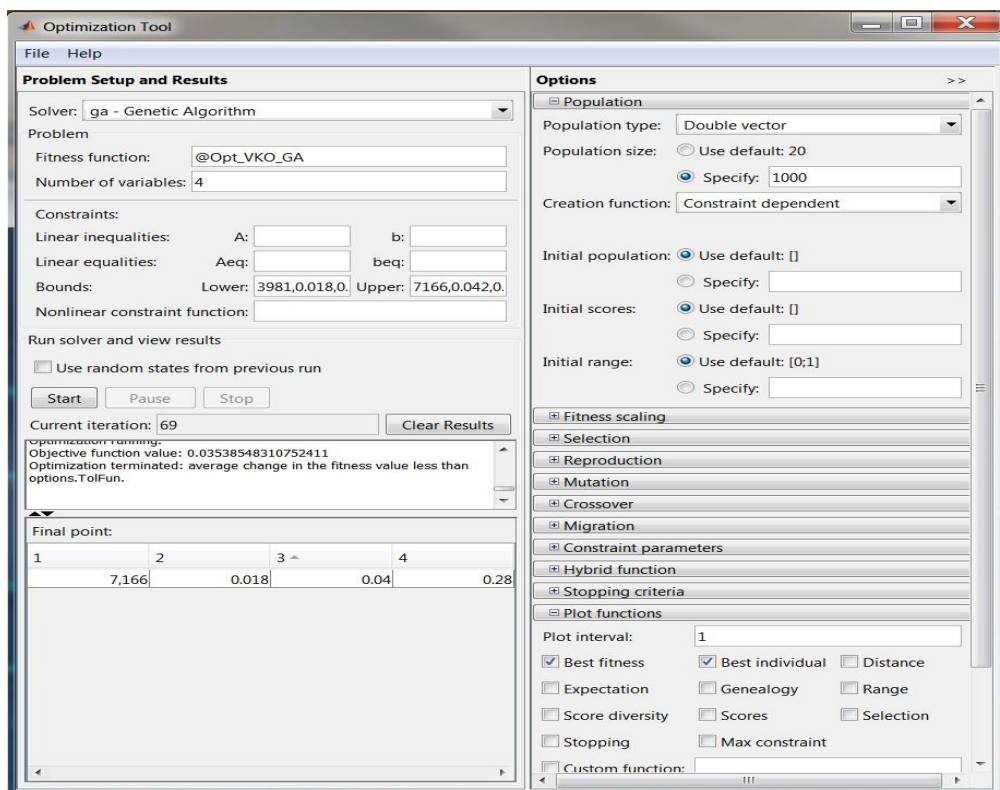 Optimization Tool
File Help
Problem Setup and Results
Solver: ga - Genetic Algorithm
Problem
Fitness function: @Opt_VKO_GA
Number of variables: 4
Constraints:
Linear inequalities: A: b:
Linear equalities: Aeq: beq:
Bounds: Lower: 3981,0.018,0. Upper: 7166,0.042,0.
Nonlinear constraint function:
Run solver and view results
Use random states from previous run
Start Pause Stop
Current iteration: 69 Clear Results
Optimization running.
Objective function value: 0.03538548310752411
Optimization terminated: average change in the fitness value less than
options.TolFun.
Final point:
1 2 3 4
7,166 0.018 0.04 0.28
Options >>
Population
Population type: Double vector
Population size: Use default: 20
Specify: 1000
Creation function: Constraint dependent
Initial population: Use default: []
Specify:
Initial scores: Use default: []
Specify:
Initial range: Use default: [0;1]
Specify:
Fitness scaling
Selection
Reproduction
Mutation
Crossover
Migration
Constraint parameters
Hybrid function
Stopping criteria
Plot functions
Plot interval: 1
Best fitness Best individual Distance
Expectation Genealogy Range
Score diversity Scores Selection
Stopping Max constraint
Custom function: